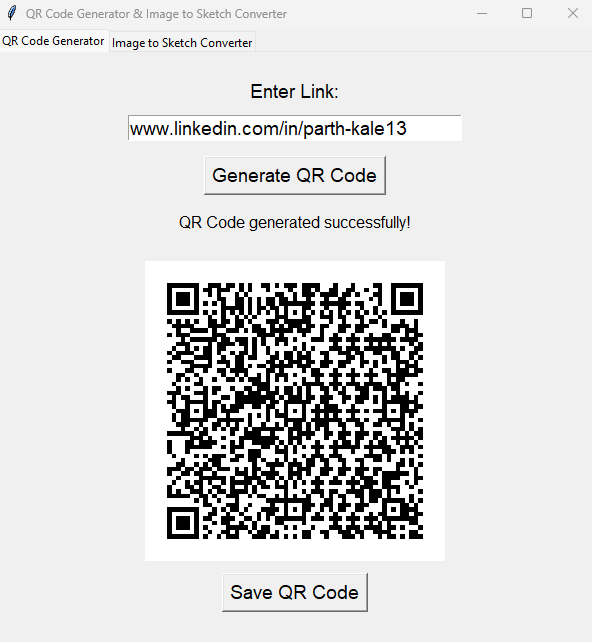 QR Code Generator & Image to Sketch Converter
QR Code Generator Image to Sketch Converter
Enter Link:
www.linkedin.com/in/parth-kale13
Generate QR Code
QR Code generated successfully!
Save QR Code